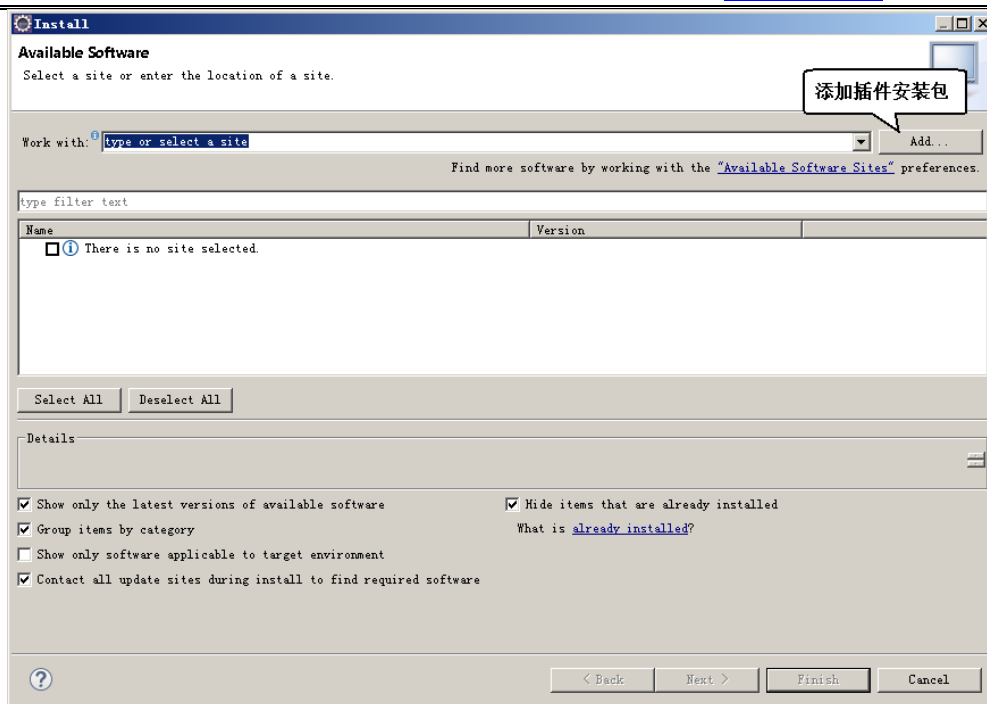 Install
Available Software
Select a site or enter the location of a site.
添加插件安装包
Work with: type or select a site Add...
Find more software by working with the "Available Software Sites" preferences.
type filter text
Name Version
There is no site selected.
Select All Deselect All
Details
Show only the latest versions of available software Hide items that are already installed
Group items by category What is already installed?
Show only software applicable to target environment
Contact all update sites during install to find required software
? < Back Next > Finish Cancel